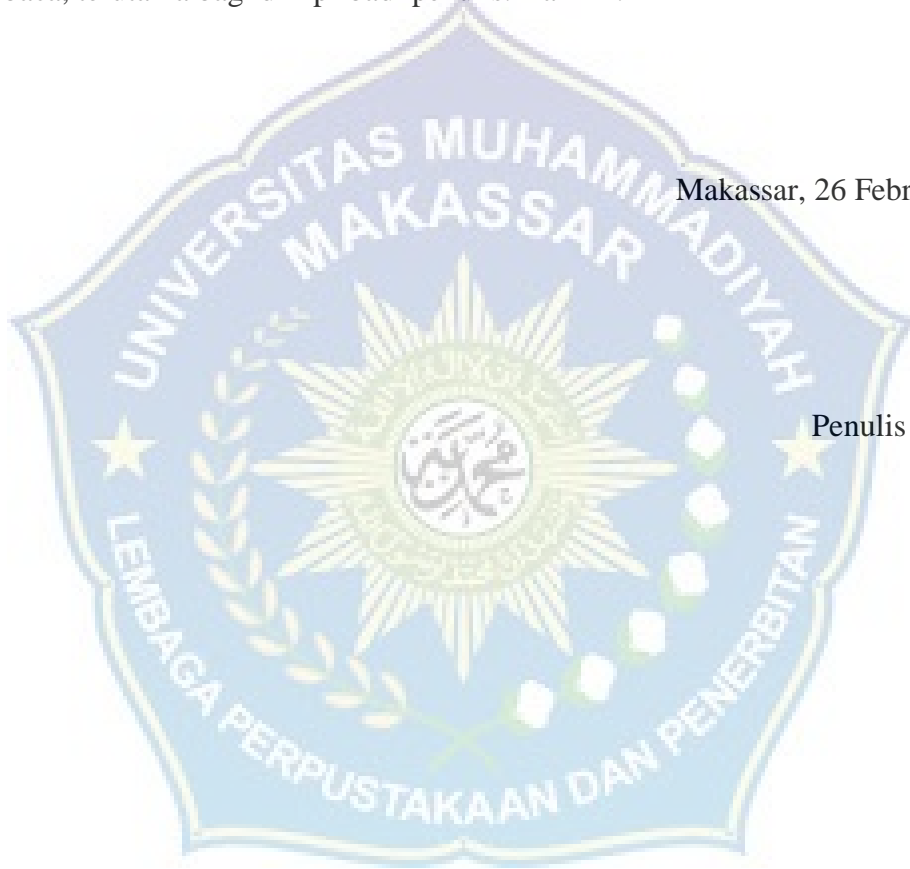 UNIVERSITAS MUHAMMADIYAH
MAKASSAR
Makassar, 26 Febr
Penulis
LEMBAGA PERPUSTAKAAN DAN PENERBITAN